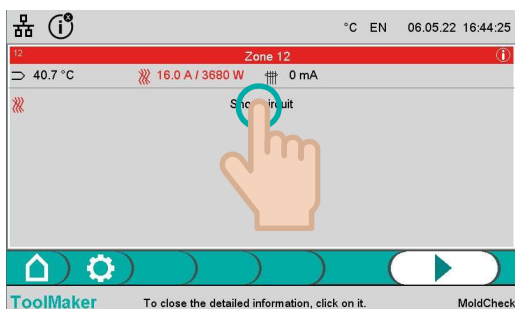 °C EN 06.05.22 16:44:25
12 Zone 12
40.7 °C 16.0 A / 3680 W 0 mA
ToolMaker To close the detailed information, click on it. MoldCheck